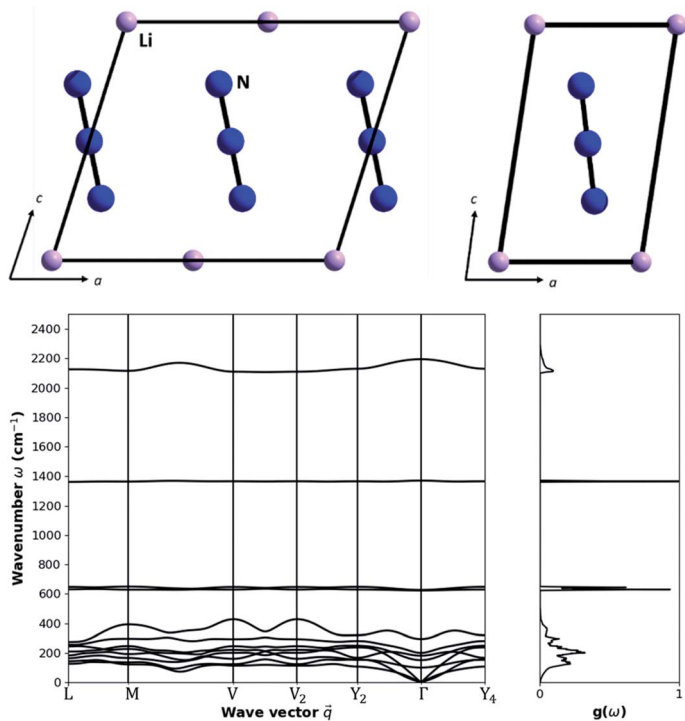 Li
N
c
a
c
a
2400
2200
2000
1800
1600
1400
1200
1000
800
600
400
200
0
Wavenumber ω (cm⁻¹)
L M V V₂ Y₂ Γ Y₄
Wave vector q⃗
0 1
g(ω)